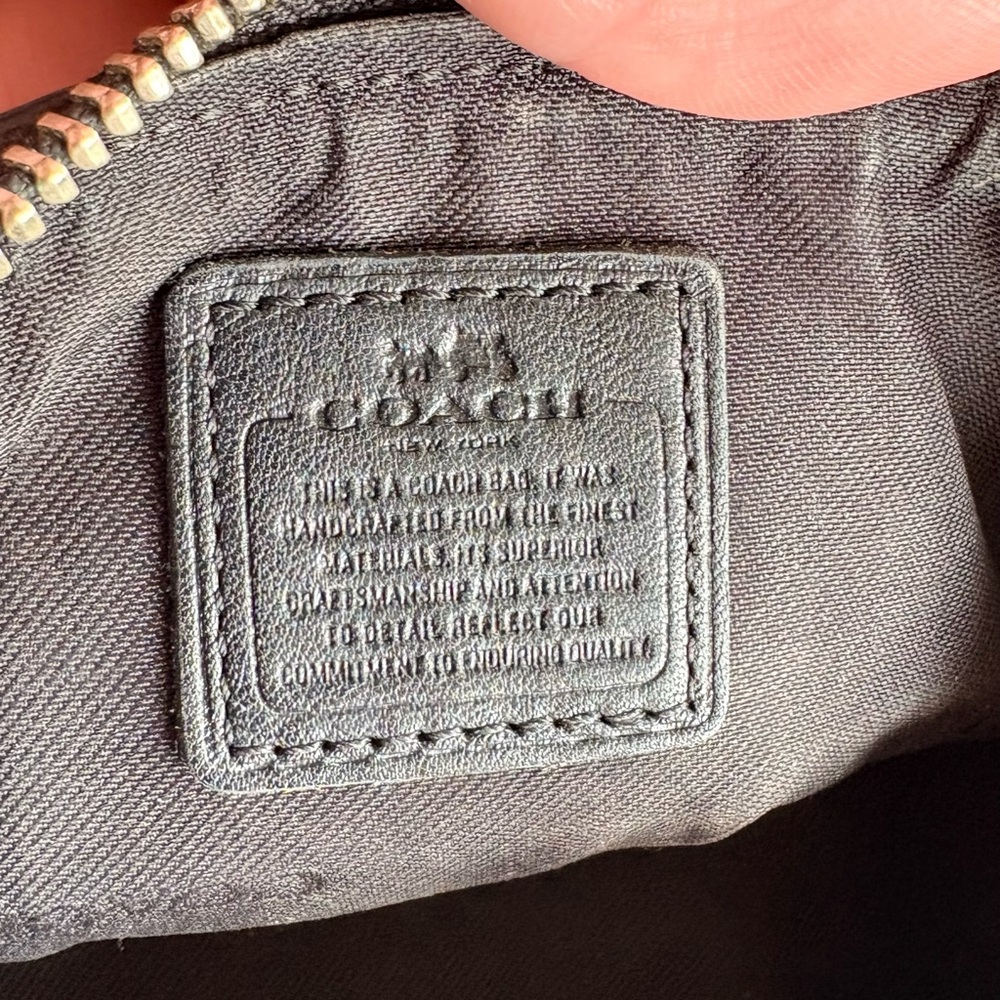 COACH
NEW YORK
THIS IS A COACH BAG. IT WAS
HANDCRAFTED FROM THE FINEST
MATERIALS. ITS SUPERIOR
CRAFTSMANSHIP AND ATTENTION
TO DETAIL REFLECT OUR
COMMITMENT TO ENDURING QUALITY